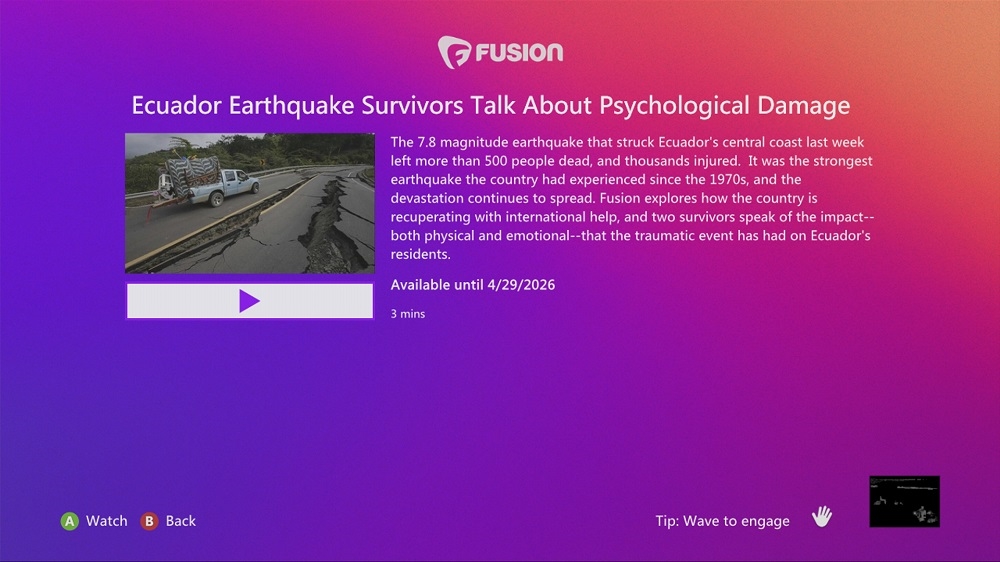 FUSION
Ecuador Earthquake Survivors Talk About Psychological Damage
The 7.8 magnitude earthquake that struck Ecuador's central coast last week
left more than 500 people dead, and thousands injured.  It was the strongest
earthquake the country had experienced since the 1970s, and the
devastation continues to spread. Fusion explores how the country is
recuperating with international help, and two survivors speak of the impact--
both physical and emotional--that the traumatic event has had on Ecuador's
residents.
Available until 4/29/2026
3 mins
A Watch B Back
Tip: Wave to engage